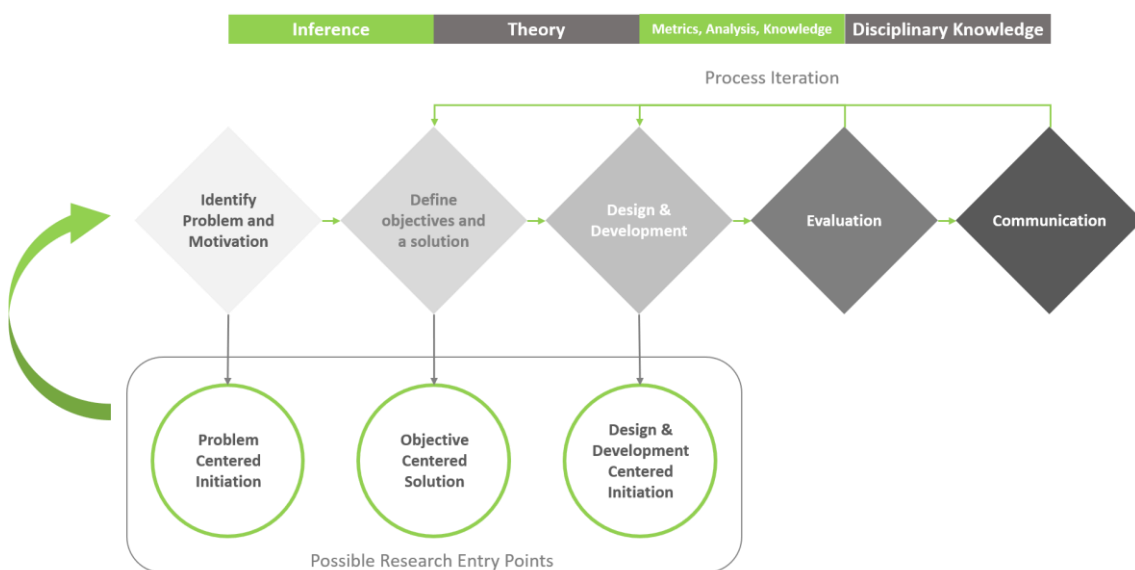 Inference
Theory
Metrics, Analysis, Knowledge
Disciplinary Knowledge
Process Iteration
Identify
Problem and
Motivation
Define
objectives and
a solution
Design &
Development
Evaluation
Communication
Problem
Centered
Initiation
Objective
Centered
Solution
Design &
Development
Centered
Initiation
Possible Research Entry Points